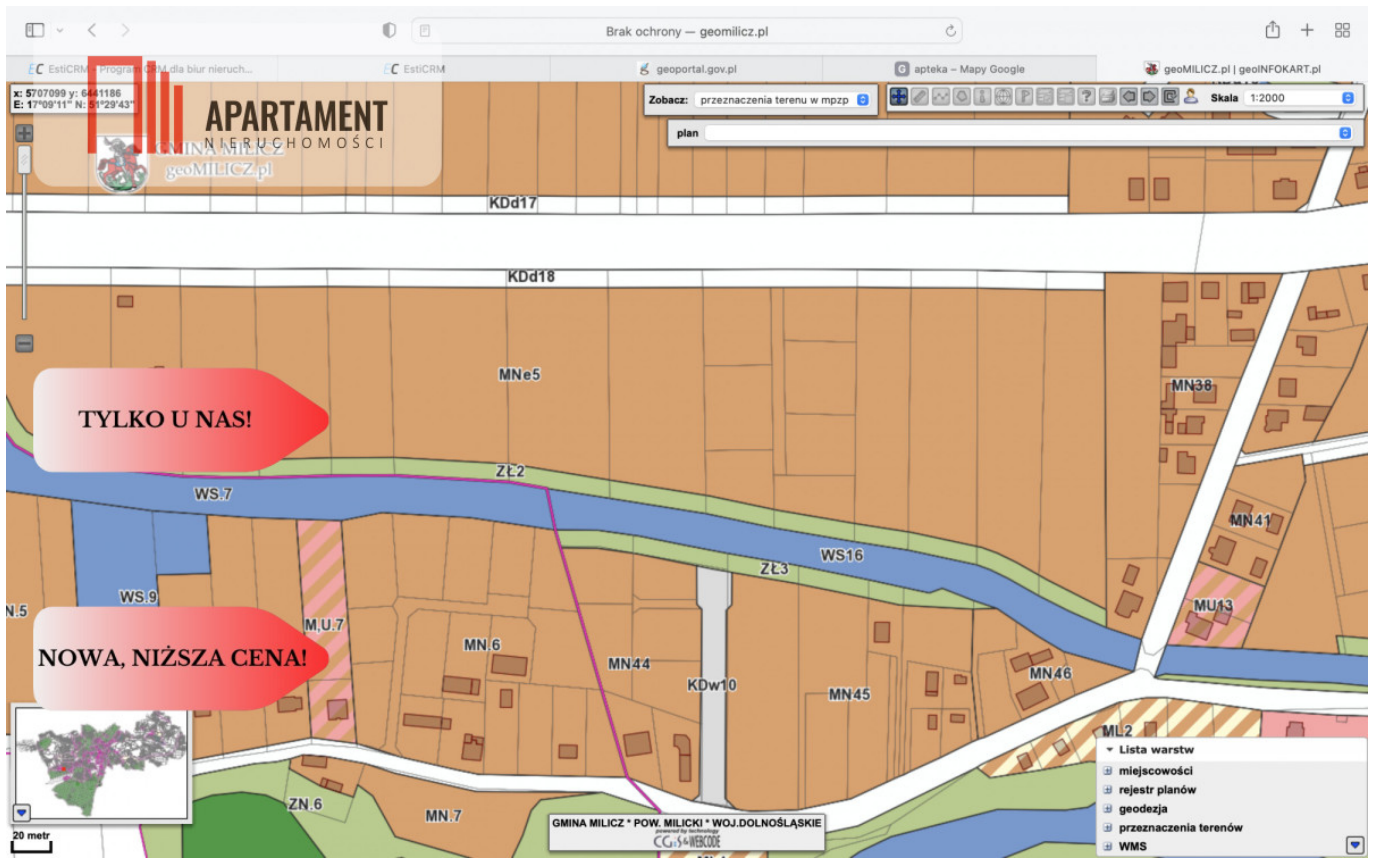 Brak ochrony — geomilicz.pl
EC EstiCRM - Program CRM dla biur nieruch...
EC EstiCRM
geoportal.gov.pl
G apteka – Mapy Google
geoMILICZ.pl | geoINFOKART.pl
x: 5707099 y: 6441186
E: 17°09'11" N: 51°29'43"
Zobacz: przeznaczenia terenu w mpzp
Skala 1:2000
plan
APARTAMENT
NIERUCHOMOŚCI
GMINA MILICZ
geoMILICZ.pl
KDd17
KDd18
MNe5
MN38
TYLKO U NAS!
ZŁ2
WS.7
MN41
WS16
ZŁ3
WS.9
N.5
MU13
M,U.7
MN.6
NOWA, NIŻSZA CENA!
MN44
MN46
KDw10
MN45
ML2
Lista warstw
miejscowości
rejestr planów
geodezja
przeznaczenia terenów
WMS
ZN.6
MN.7
GMINA MILICZ * POW. MILICKI * WOJ.DOLNOŚLĄSKIE
powered by technology
CGiS&WEBCODE
20 metr